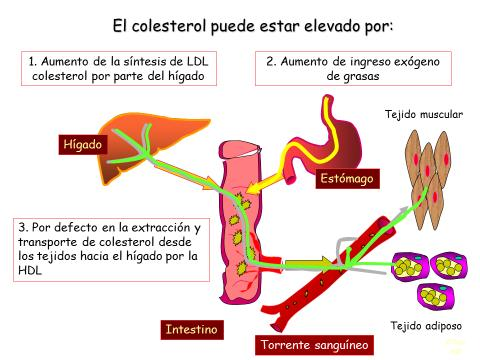 El colesterol puede estar elevado por:
1. Aumento de la síntesis de LDL
colesterol por parte del hígado
2. Aumento de ingreso exógeno
de grasas
Tejido muscular
Hígado
Estómago
3. Por defecto en la extracción y
transporte de colesterol desde
los tejidos hacia el hígado por la
HDL
Intestino
Torrente sanguíneo
Tejido adiposo